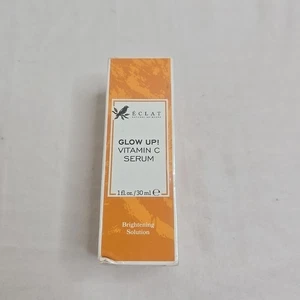 ÉCLAT
GLOW UP!
VITAMIN C
SERUM
1 fl. oz./30 ml ℮
Brightening
Solution